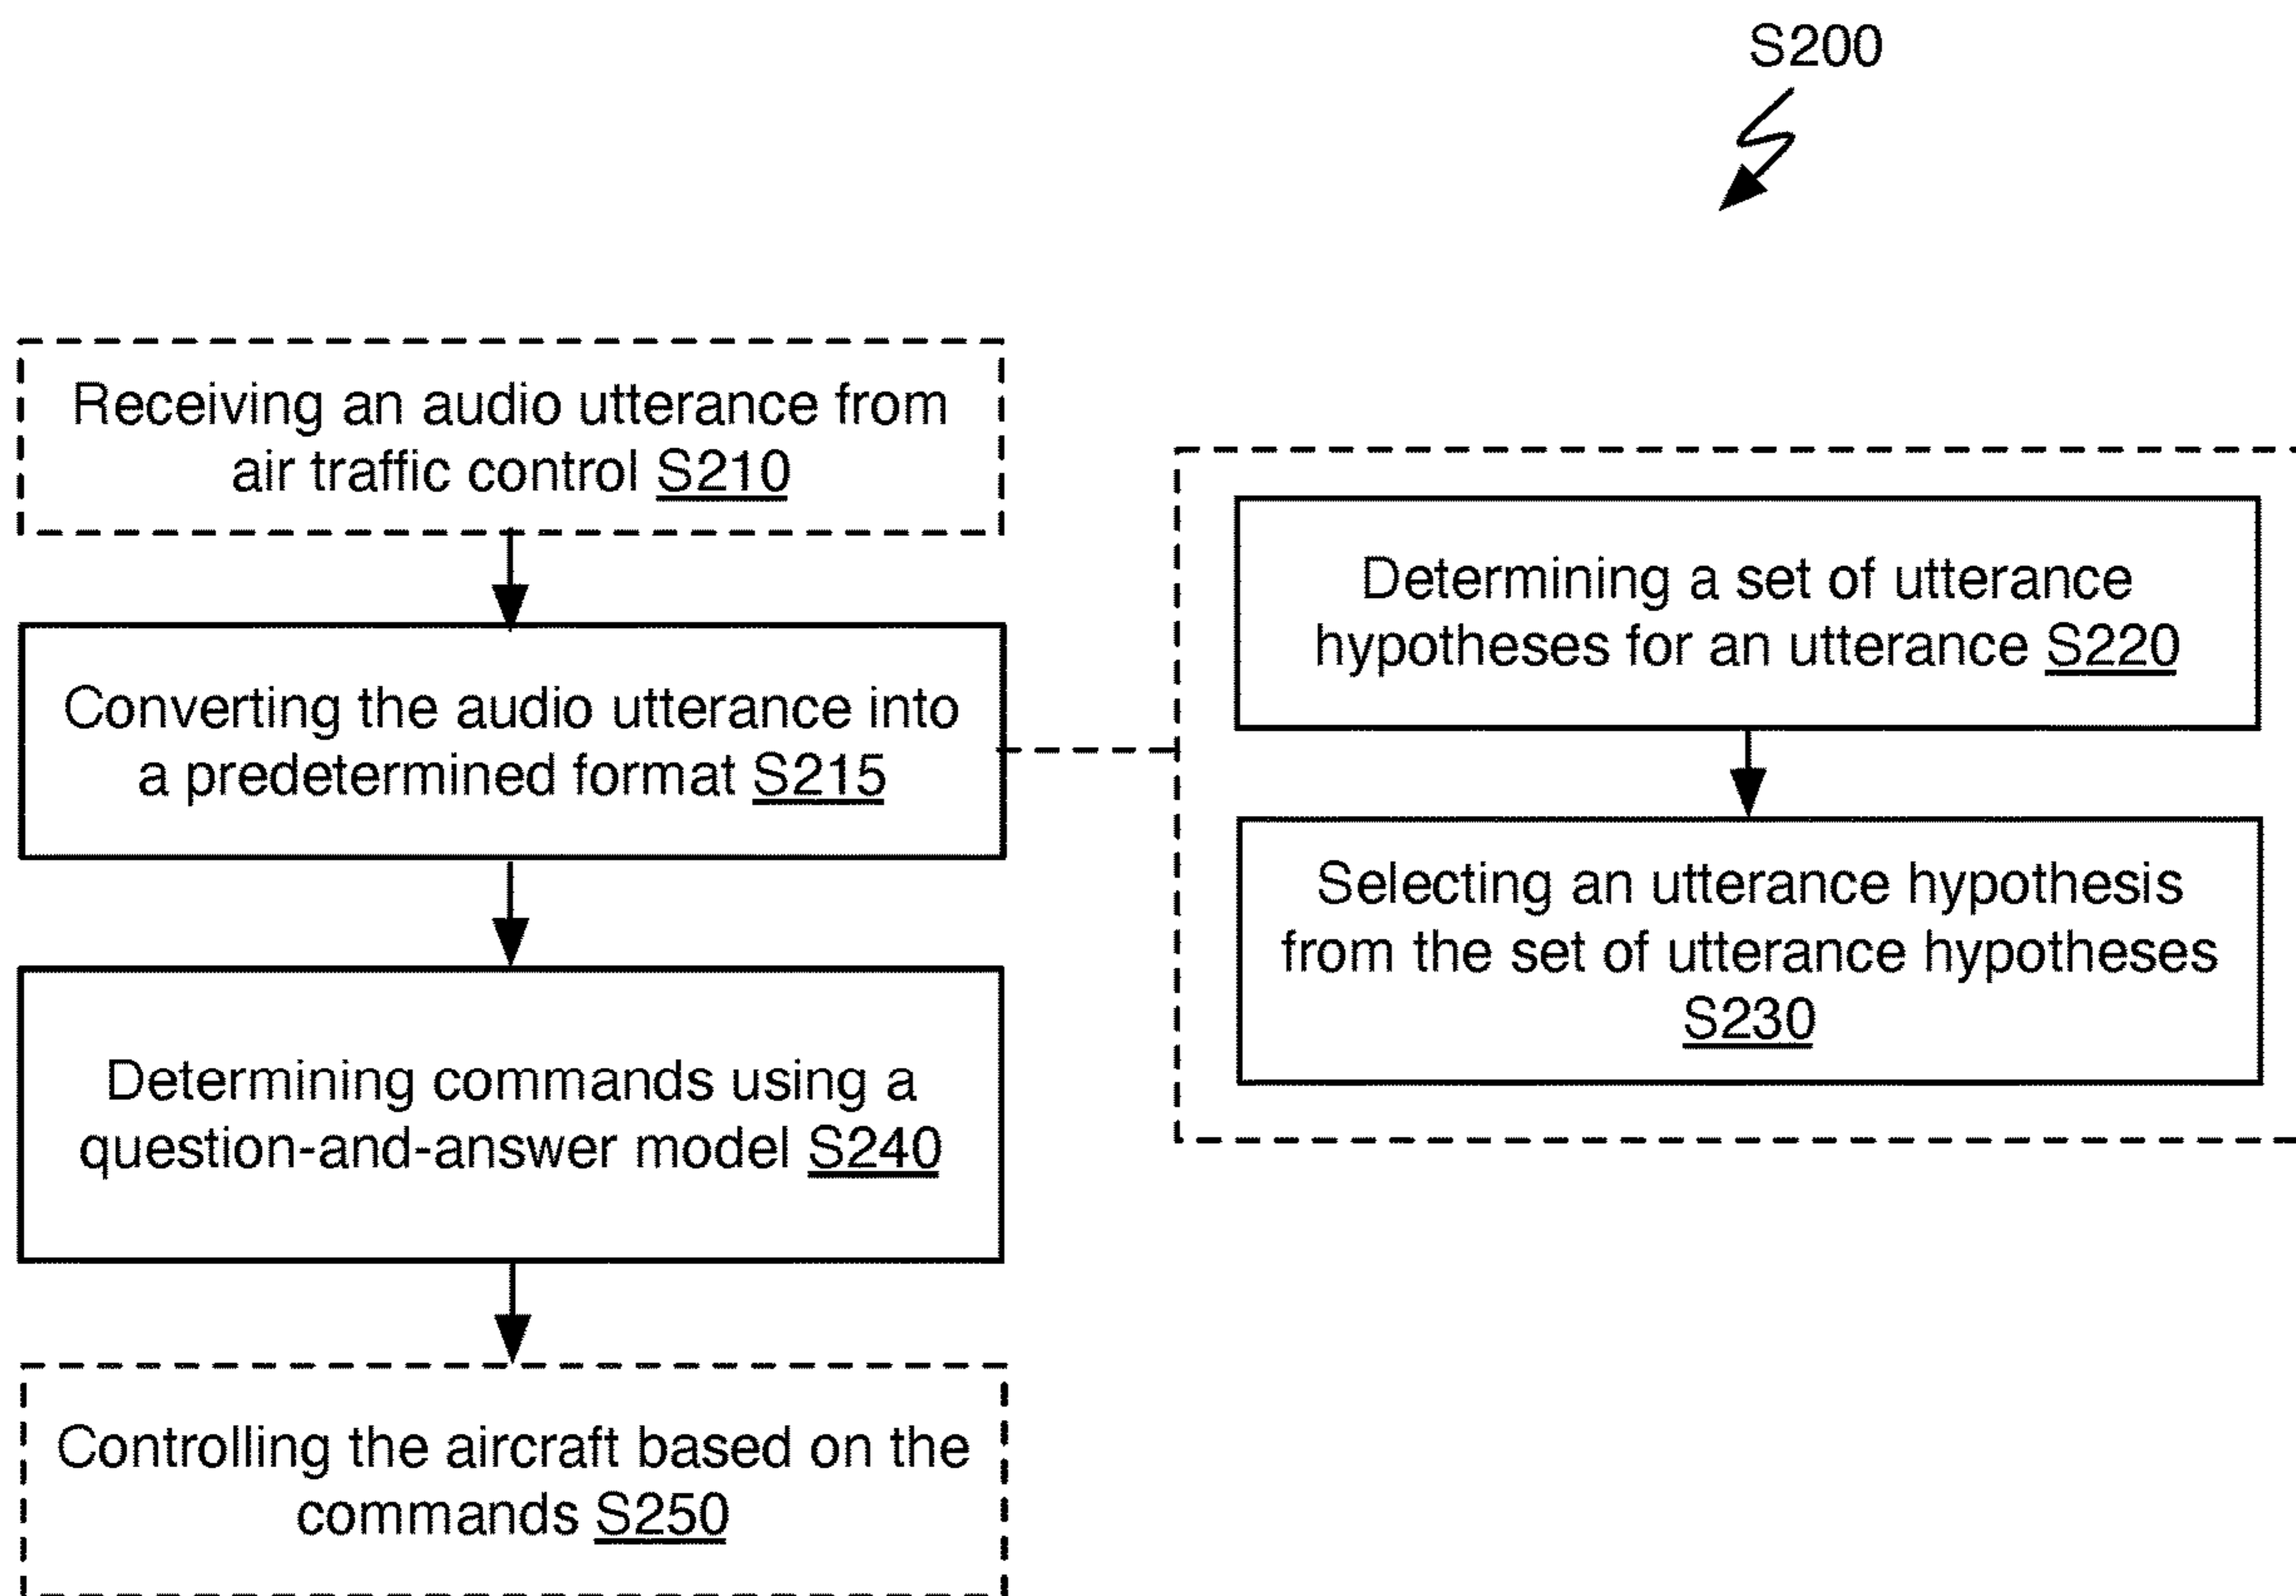 S200
Receiving an audio utterance from
air traffic control S210
Converting the audio utterance into
a predetermined format S215
Determining a set of utterance
hypotheses for an utterance S220
Selecting an utterance hypothesis
from the set of utterance hypotheses
S230
Determining commands using a
question-and-answer model S240
Controlling the aircraft based on the
commands S250